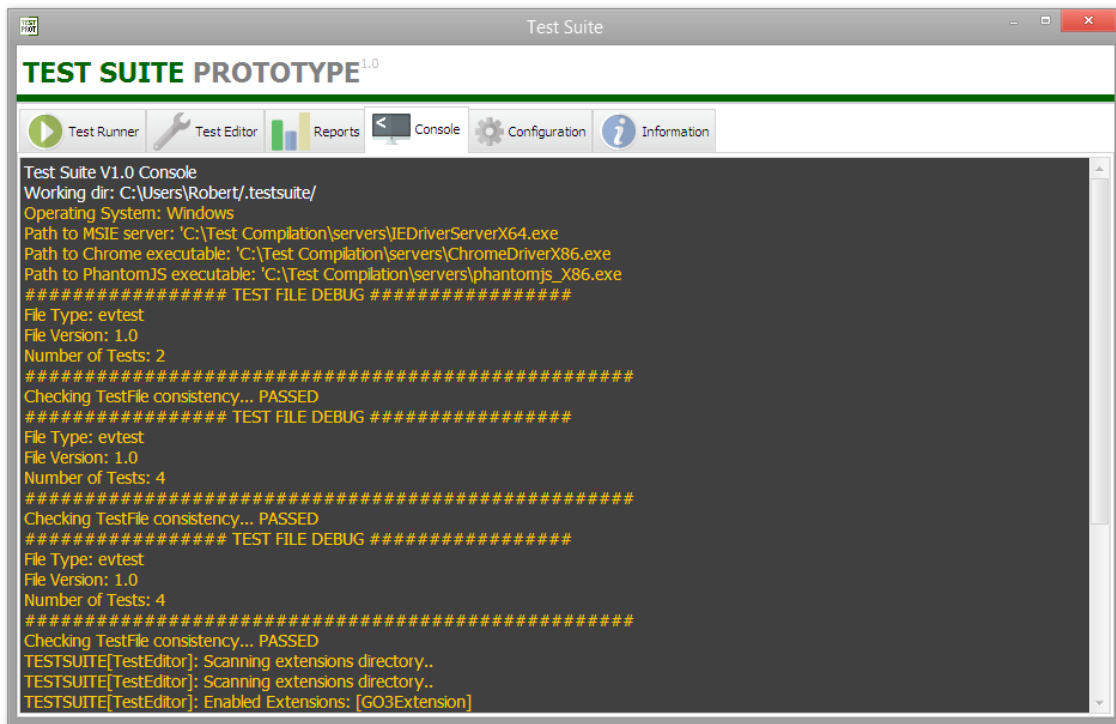 TEST PROT
Test Suite
TEST SUITE PROTOTYPE 1.0
Test Runner Test Editor Reports Console Configuration Information
Test Suite V1.0 Console
Working dir: C:\Users\Robert/.testsuite/
Operating System: Windows
Path to MSIE server: 'C:\Test Compilation\servers\IEDriverServerX64.exe
Path to Chrome executable: 'C:\Test Compilation\servers\ChromeDriverX86.exe
Path to PhantomJS executable: 'C:\Test Compilation\servers\phantomjs_X86.exe
################# TEST FILE DEBUG #################
File Type: evtest
File Version: 1.0
Number of Tests: 2
###################################################
Checking TestFile consistency... PASSED
################# TEST FILE DEBUG #################
File Type: evtest
File Version: 1.0
Number of Tests: 4
###################################################
Checking TestFile consistency... PASSED
################# TEST FILE DEBUG #################
File Type: evtest
File Version: 1.0
Number of Tests: 4
###################################################
Checking TestFile consistency... PASSED
TESTSUITE[TestEditor]: Scanning extensions directory..
TESTSUITE[TestEditor]: Scanning extensions directory..
TESTSUITE[TestEditor]: Enabled Extensions: [GO3Extension]